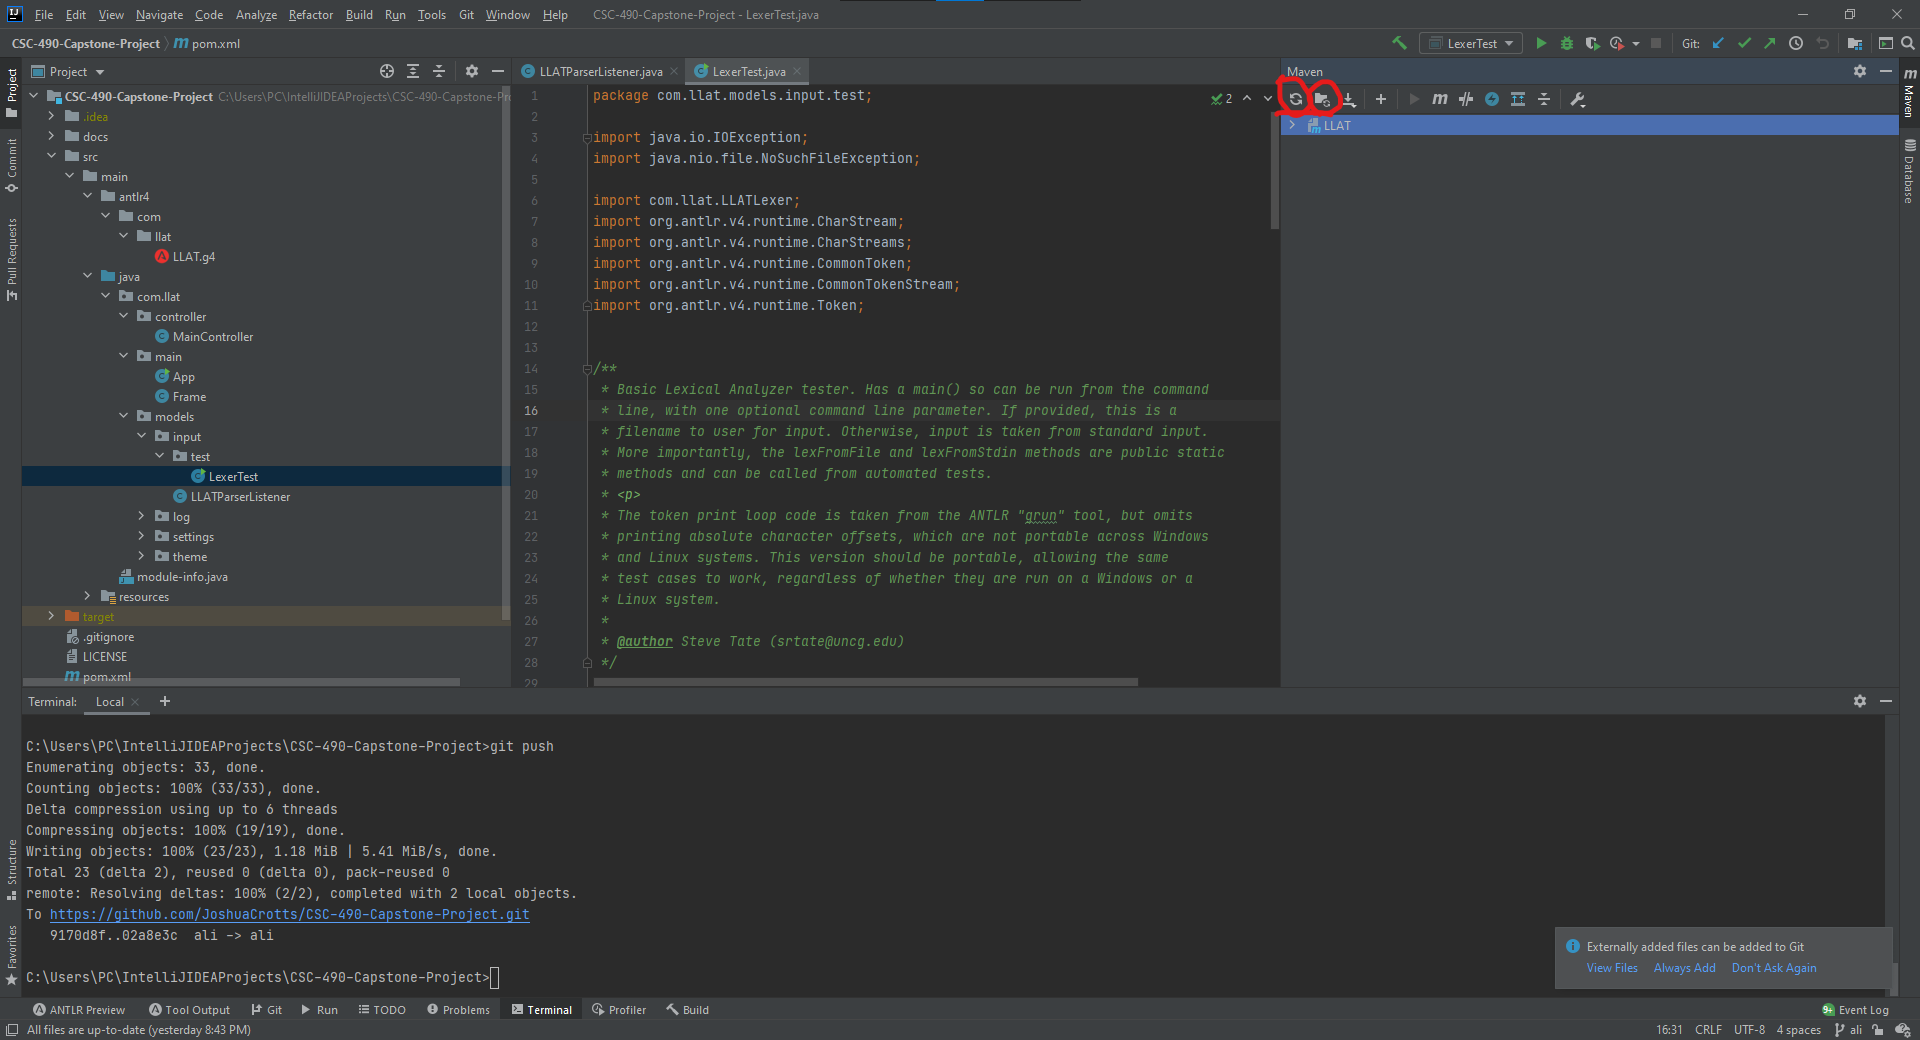 File Edit View Navigate Code Analyze Refactor Build Run Tools Git Window Help CSC-490-Capstone-Project - LexerTest.java
CSC-490-Capstone-Project pom.xml LexerTest Git:
Project
CSC-490-Capstone-Project C:\Users\PC\IntelliJIDEAProjects\CSC-490-Capstone-Pr
.idea
docs
src
main
antlr4
com
llat
LLAT.g4
java
com.llat
controller
MainController
main
App
Frame
models
input
test
LexerTest
LLATParserListener
log
settings
theme
module-info.java
resources
target
.gitignore
LICENSE
pom.xml
Project
Commit
Pull Requests
Structure
Favorites
LLATParserListener.java LexerTest.java
2
1 package com.llat.models.input.test;
2
3 import java.io.IOException;
4 import java.nio.file.NoSuchFileException;
5
6 import com.llat.LLATLexer;
7 import org.antlr.v4.runtime.CharStream;
8 import org.antlr.v4.runtime.CharStreams;
9 import org.antlr.v4.runtime.CommonToken;
10 import org.antlr.v4.runtime.CommonTokenStream;
11 import org.antlr.v4.runtime.Token;
12
13
14 /**
15 * Basic Lexical Analyzer tester. Has a main() so can be run from the command
16 * line, with one optional command line parameter. If provided, this is a
17 * filename to user for input. Otherwise, input is taken from standard input.
18 * More importantly, the lexFromFile and lexFromStdin methods are public static
19 * methods and can be called from automated tests.
20 * <p>
21 * The token print loop code is taken from the ANTLR "grun" tool, but omits
22 * printing absolute character offsets, which are not portable across Windows
23 * and Linux systems. This version should be portable, allowing the same
24 * test cases to work, regardless of whether they are run on a Windows or a
25 * Linux system.
26 *
27 * @author Steve Tate (srtate@uncg.edu)
28 */
29
Maven
LLAT
Maven
Database
Terminal: Local
C:\Users\PC\IntelliJIDEAProjects\CSC-490-Capstone-Project>git push
Enumerating objects: 33, done.
Counting objects: 100% (33/33), done.
Delta compression using up to 6 threads
Compressing objects: 100% (19/19), done.
Writing objects: 100% (23/23), 1.18 MiB | 5.41 MiB/s, done.
Total 23 (delta 2), reused 0 (delta 0), pack-reused 0
remote: Resolving deltas: 100% (2/2), completed with 2 local objects.
To https://github.com/JoshuaCrotts/CSC-490-Capstone-Project.git
9170d8f..02a8e3c ali -> ali
C:\Users\PC\IntelliJIDEAProjects\CSC-490-Capstone-Project>
Externally added files can be added to Git
View Files Always Add Don't Ask Again
ANTLR Preview Tool Output Git Run TODO Problems Terminal Profiler Build 9+ Event Log
All files are up-to-date (yesterday 8:43 PM) 16:31 CRLF UTF-8 4 spaces ali